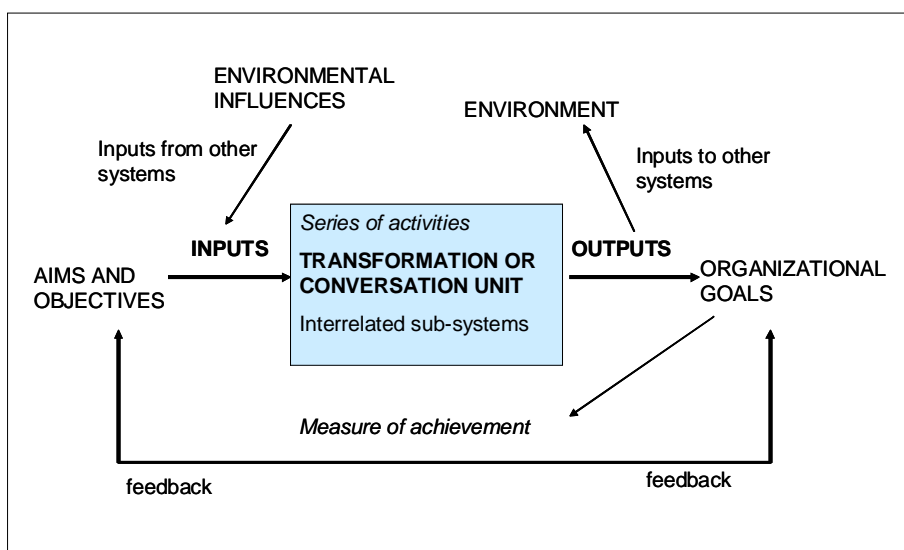 ENVIRONMENTAL
INFLUENCES
ENVIRONMENT
Inputs from other
systems
Inputs to other
systems
Series of activities
INPUTS
OUTPUTS
TRANSFORMATION OR
CONVERSATION UNIT
AIMS AND
OBJECTIVES
ORGANIZATIONAL
GOALS
Interrelated sub-systems
Measure of achievement
feedback
feedback